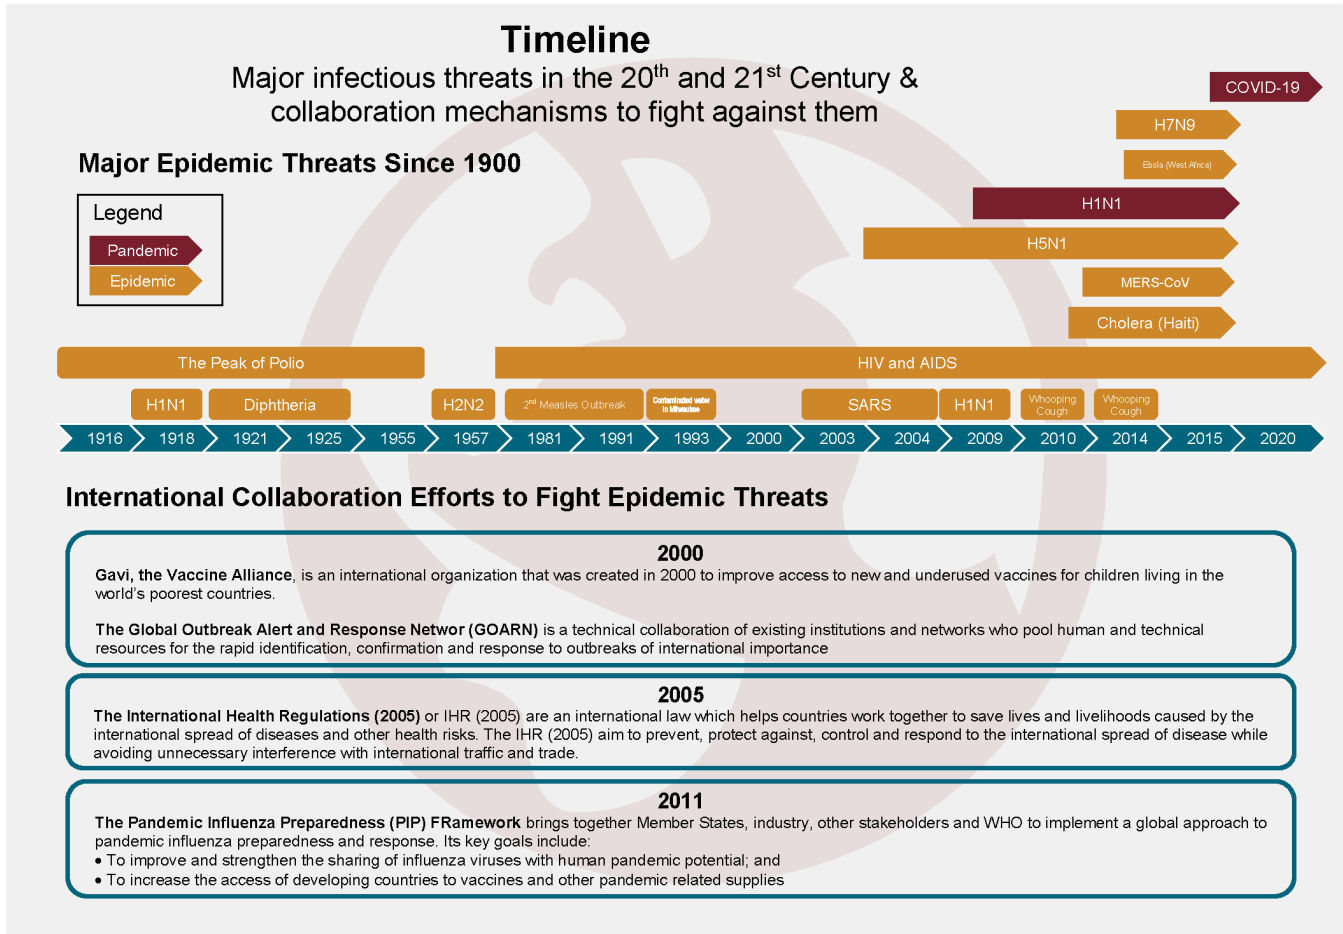 Timeline
Major infectious threats in the 20th and 21st Century &
collaboration mechanisms to fight against them
COVID-19
H7N9
Major Epidemic Threats Since 1900
Ebola (West Africa)
Legend
Pandemic
Epidemic
H1N1
H5N1
MERS-CoV
Cholera (Haiti)
The Peak of Polio
HIV and AIDS
H1N1
Diphtheria
H2N2
2nd Measles Outbreak
Contaminded water
in Milwaukee
SARS
H1N1
Whooping
Cough
Whooping
Cough
1916 1918 1921 1925 1955 1957 1981 1991 1993 2000 2003 2004 2009 2010 2014 2015 2020
International Collaboration Efforts to Fight Epidemic Threats
2000
Gavi, the Vaccine Alliance, is an international organization that was created in 2000 to improve access to new and underused vaccines for children living in the
world's poorest countries.
The Global Outbreak Alert and Response Networ (GOARN) is a technical collaboration of existing institutions and networks who pool human and technical
resources for the rapid identification, confirmation and response to outbreaks of international importance
2005
The International Health Regulations (2005) or IHR (2005) are an international law which helps countries work together to save lives and livelihoods caused by the
international spread of diseases and other health risks. The IHR (2005) aim to prevent, protect against, control and respond to the international spread of disease while
avoiding unnecessary interference with international traffic and trade.
2011
The Pandemic Influenza Preparedness (PIP) FRamework brings together Member States, industry, other stakeholders and WHO to implement a global approach to
pandemic influenza preparedness and response. Its key goals include:
• To improve and strengthen the sharing of influenza viruses with human pandemic potential; and
• To increase the access of developing countries to vaccines and other pandemic related supplies